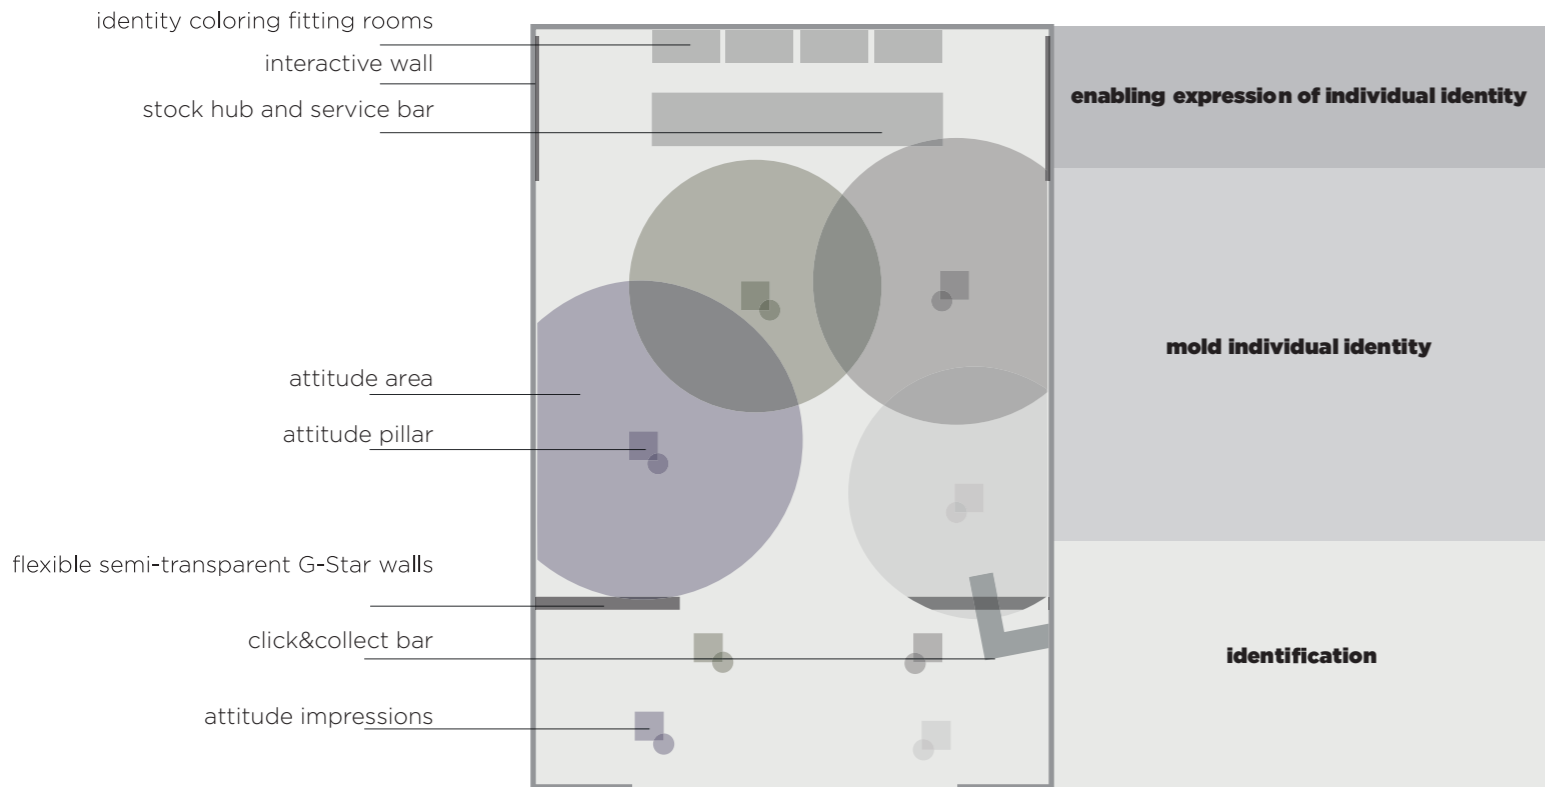 identity coloring fitting rooms
interactive wall
stock hub and service bar
enabling expression of individual identity
mold individual identity
attitude area
attitude pillar
flexible semi-transparent G-Star walls
click&collect bar
identification
attitude impressions